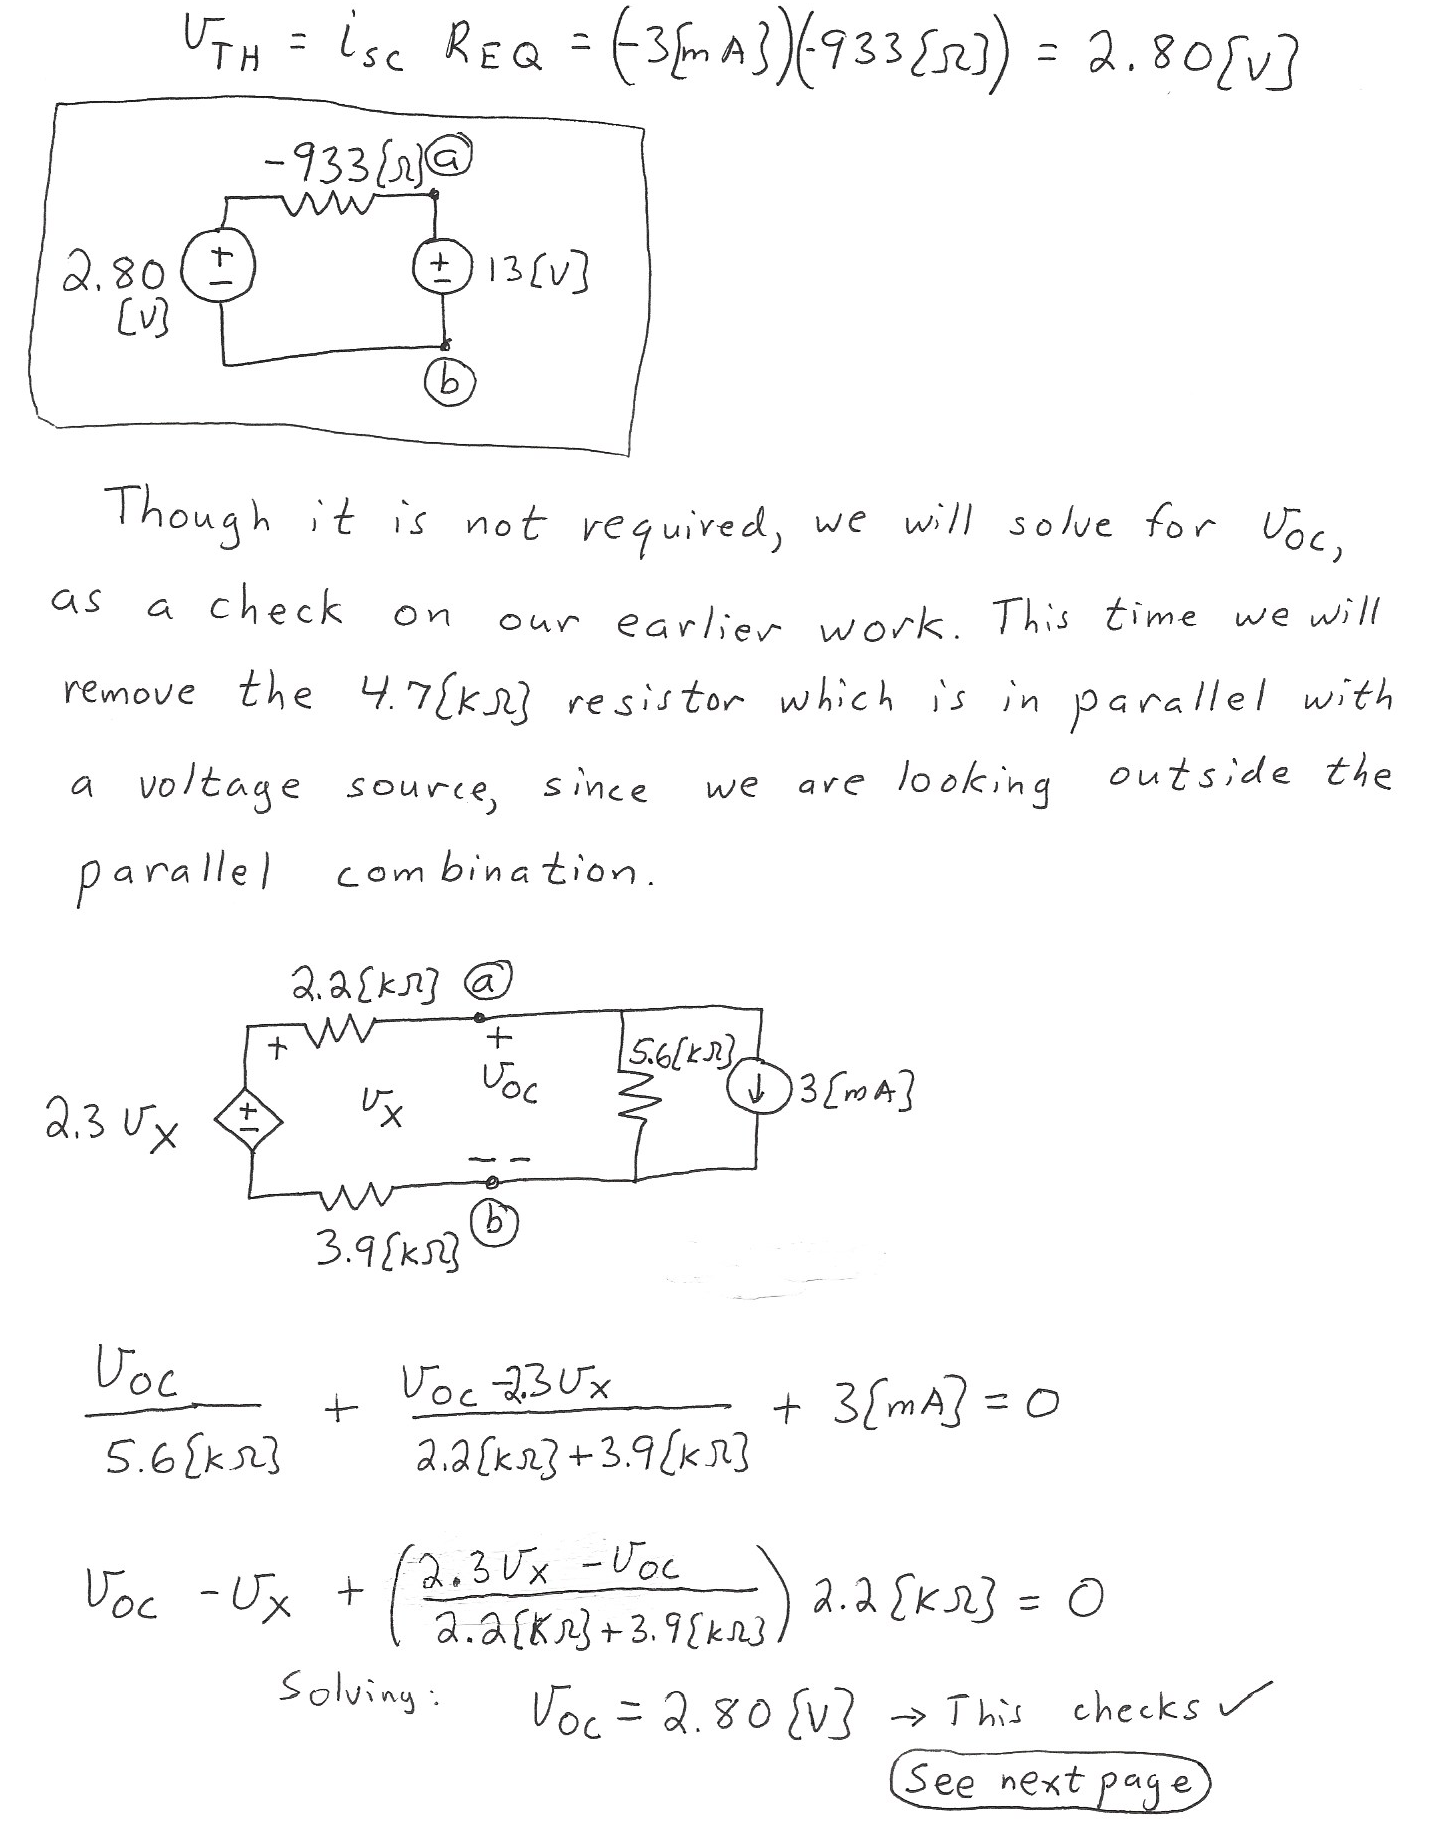 V_TH = i_SC R_EQ = (-3[mA])(-933[Ω]) = 2.80[V]
-933[Ω] a
2.80 [V]
+ -
+ -
13[V]
b
Though it is not required, we will solve for V_OC,
as a check on our earlier work. This time we will
remove the 4.7[kΩ] resistor which is in parallel with
a voltage source, since we are looking outside the
parallel combination.
2.2[kΩ] a
+ +
5.6[kΩ]
V_OC
V_X
2.3 V_X
+ -
3[mA]
- -
b
3.9[kΩ]
V_OC / 5.6[kΩ] + (V_OC - 2.3V_X) / (2.2[kΩ] + 3.9[kΩ]) + 3[mA] = 0
V_OC - V_X + ((2.3V_X - V_OC) / (2.2[kΩ] + 3.9[kΩ])) 2.2[kΩ] = 0
Solving: V_OC = 2.80[V] → This checks ✓
See next page